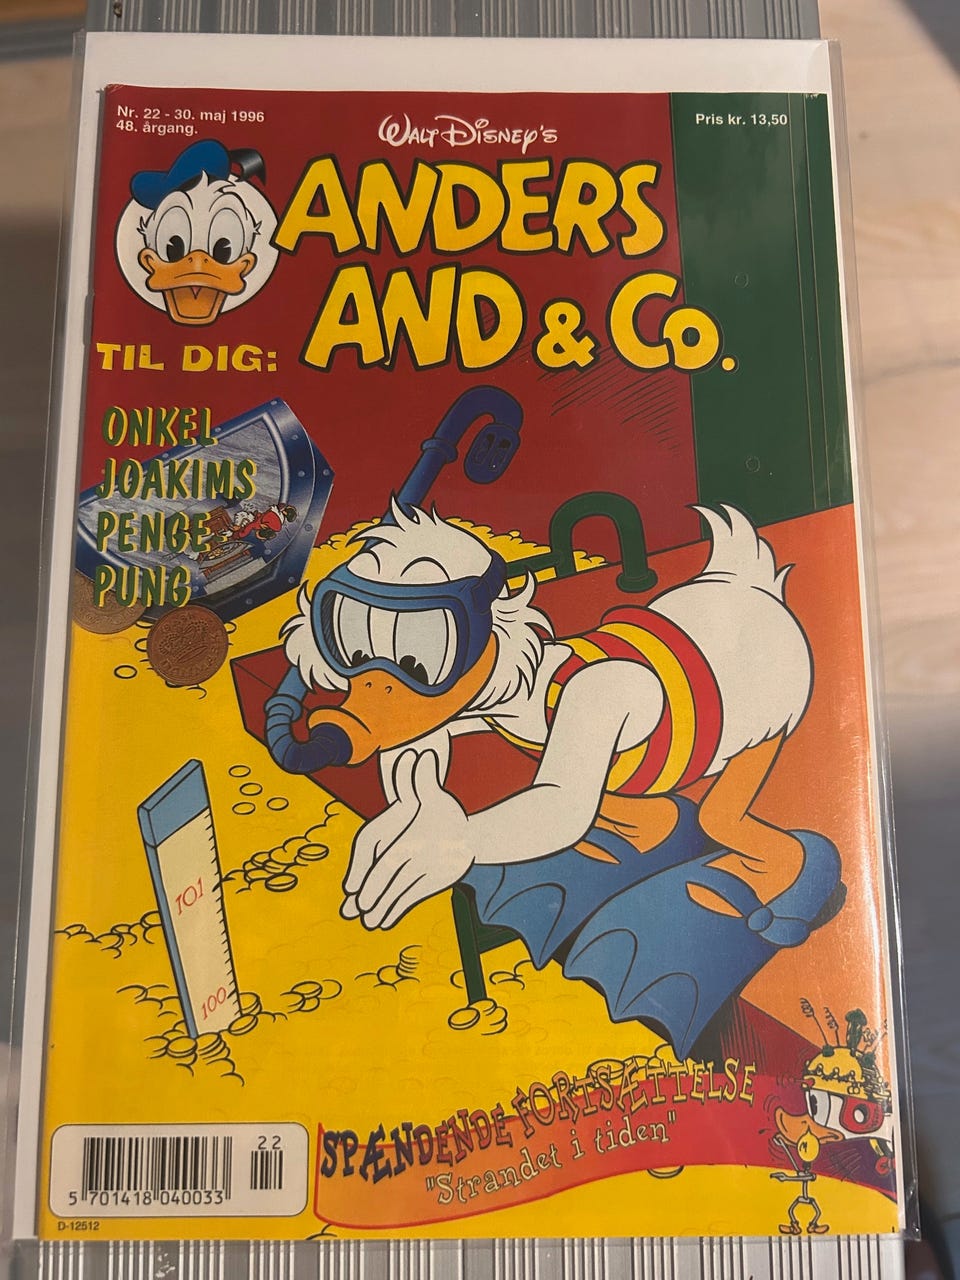 Nr. 22 - 30. maj 1996
48. årgang.
WALT DISNEY'S
Pris kr. 13,50
ANDERS
AND & Co.
TIL DIG:
ONKEL
JOAKIMS
PENGE-
PUNG
101
100
SPÆNDENDE FORTSÆTTELSE
"Strandet i tiden"
22
5 701418 040033
D-12512